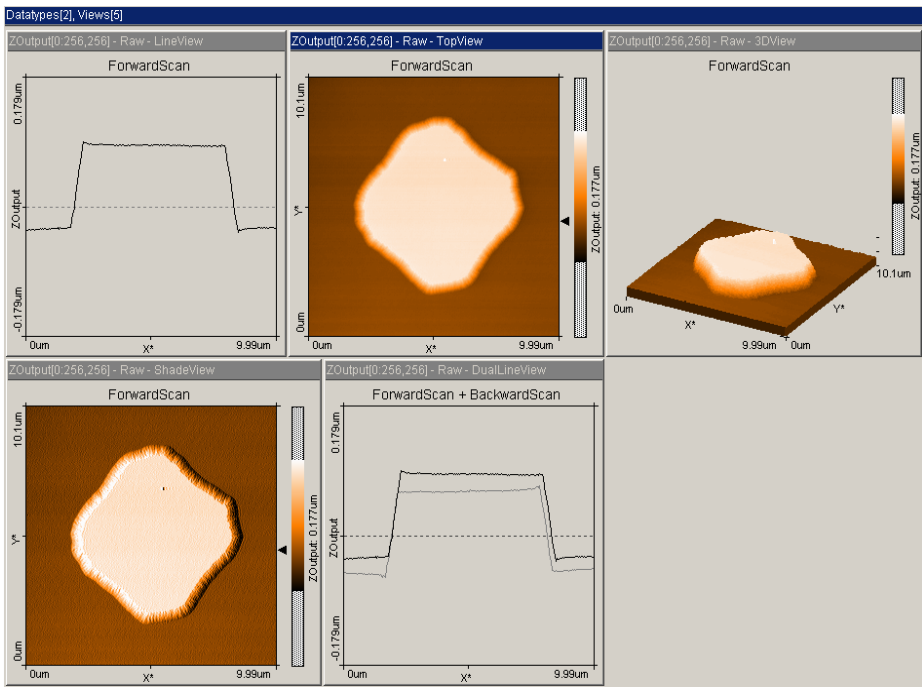 Datatypes[2], Views[5]
ZOutput[0:256,256] - Raw - LineView
ForwardScan
0.179um
ZOutput
-0.179um
0um
X*
9.99um
ZOutput[0:256,256] - Raw - TopView
ForwardScan
10.1um
Y*
0um
0um
X*
9.99um
ZOutput: 0.177um
ZOutput[0:256,256] - Raw - 3DView
ForwardScan
ZOutput: 0.177um
10.1um
0um
Y*
X*
9.99um
0um
ZOutput[0:256,256] - Raw - ShadeView
ForwardScan
10.1um
Y*
0um
0um
X*
9.99um
ZOutput: 0.177um
ZOutput[0:256,256] - Raw - DualLineView
ForwardScan + BackwardScan
0.179um
ZOutput
-0.179um
0um
X*
9.99um